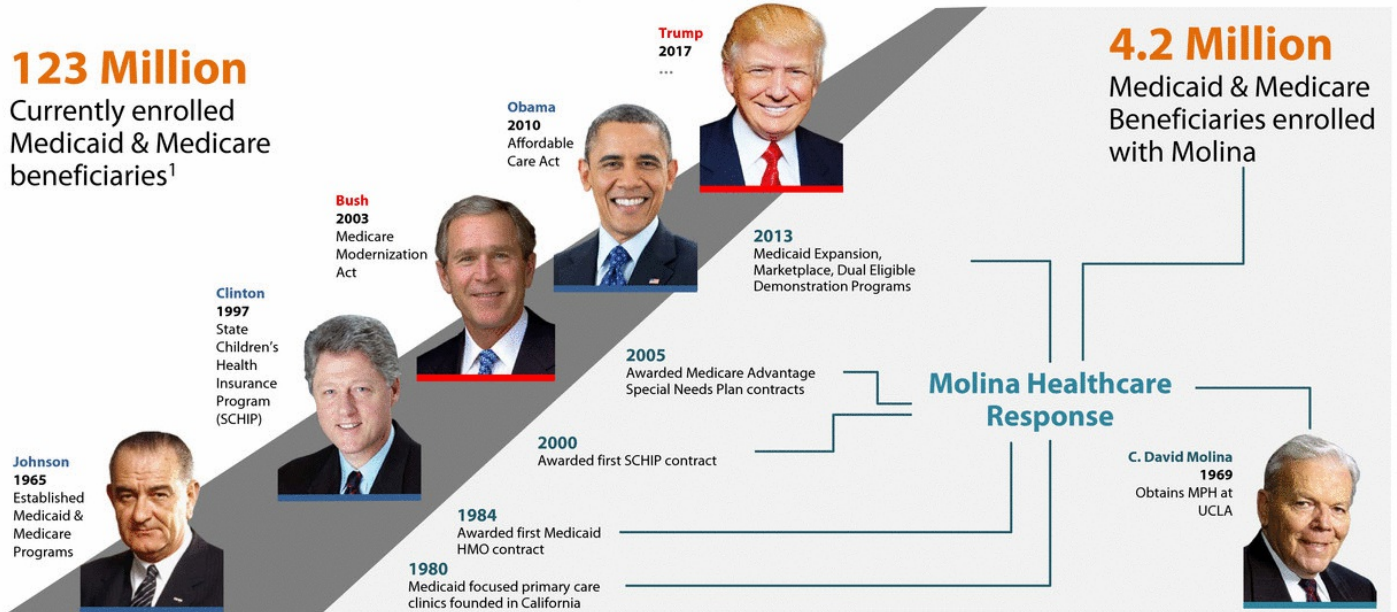 123 Million
Currently enrolled
Medicaid & Medicare
beneficiaries¹
Johnson
1965
Established
Medicaid &
Medicare
Programs
Clinton
1997
State
Children's
Health
Insurance
Program
(SCHIP)
Bush
2003
Medicare
Modernization
Act
Obama
2010
Affordable
Care Act
Trump
2017
...
4.2 Million
Medicaid & Medicare
Beneficiaries enrolled
with Molina
2013
Medicaid Expansion,
Marketplace, Dual Eligible
Demonstration Programs
2005
Awarded Medicare Advantage
Special Needs Plan contracts
2000
Awarded first SCHIP contract
1984
Awarded first Medicaid
HMO contract
1980
Medicaid focused primary care
clinics founded in California
Molina Healthcare
Response
C. David Molina
1969
Obtains MPH at
UCLA